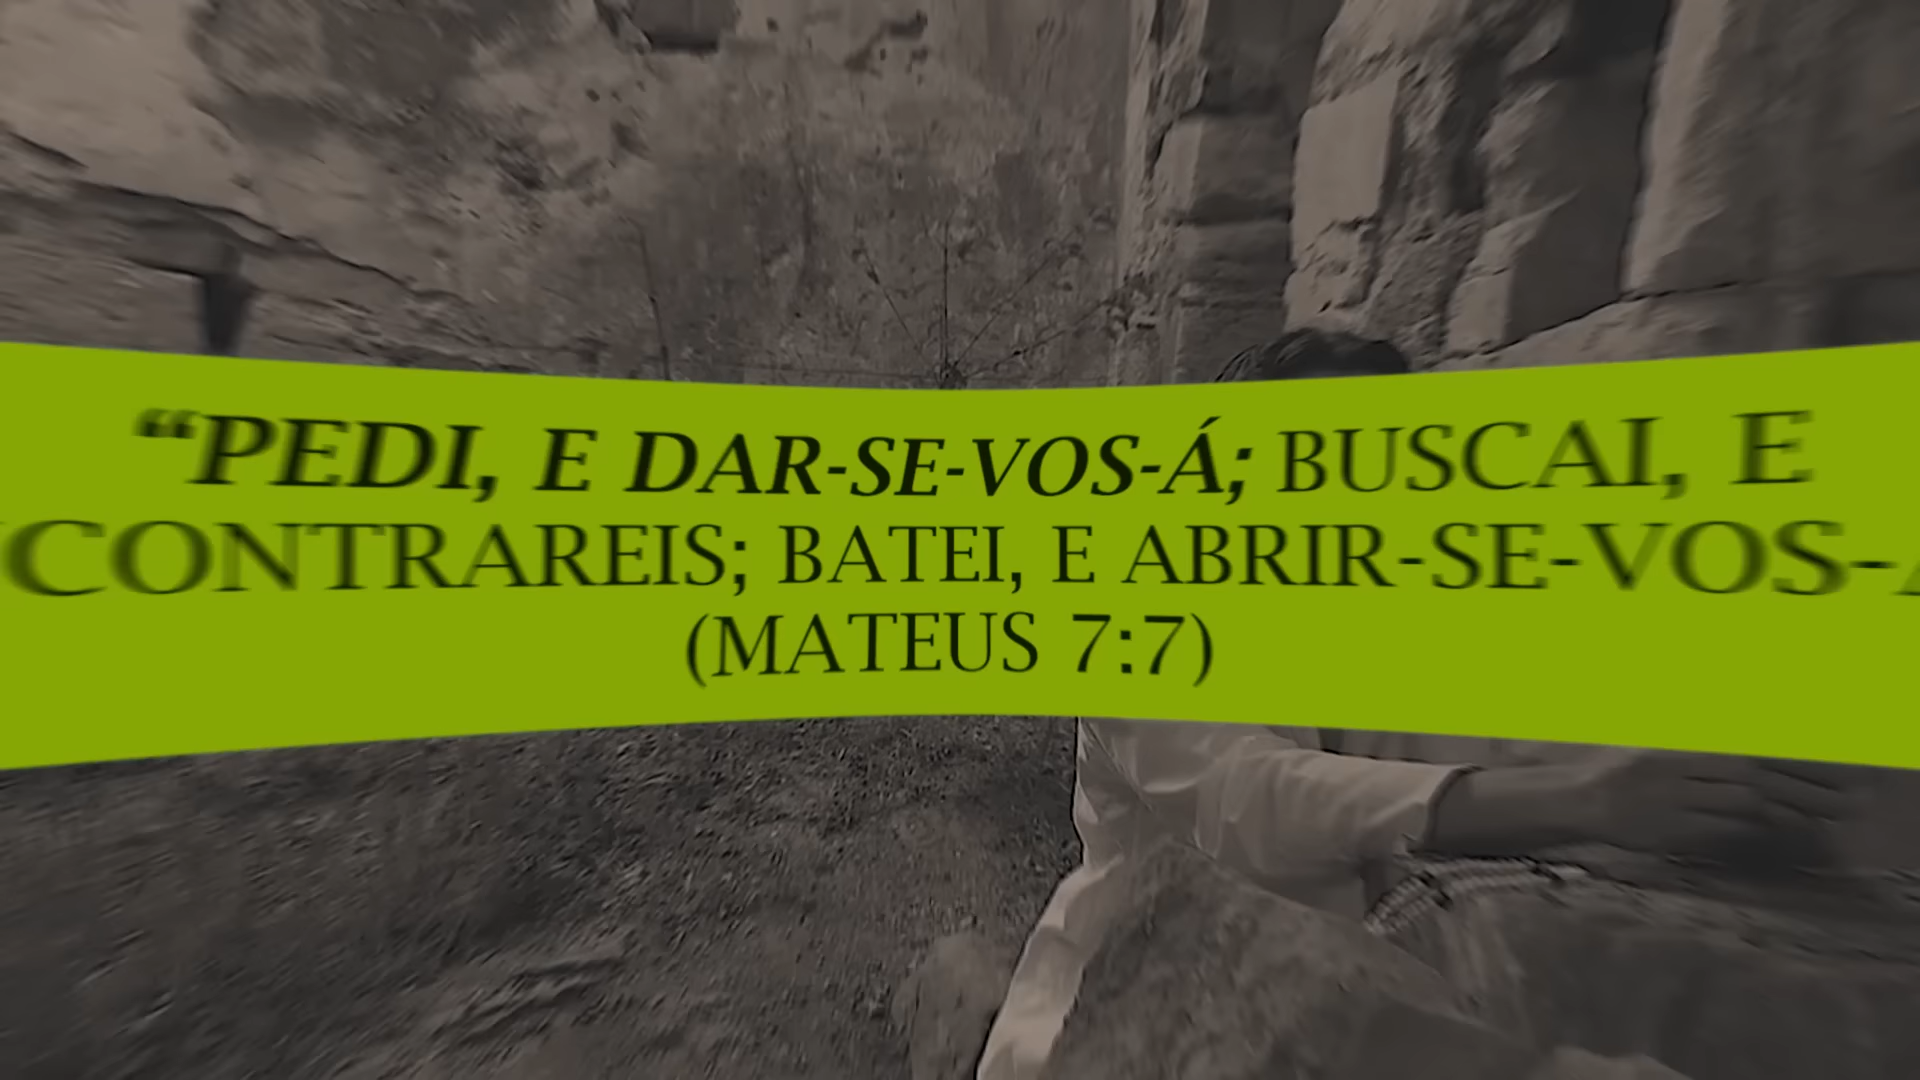 “PEDI, E DAR-SE-VOS-Á; BUSCAI, E
CONTRAREIS; BATEI, E ABRIR-SE-VOS-
(MATEUS 7:7)